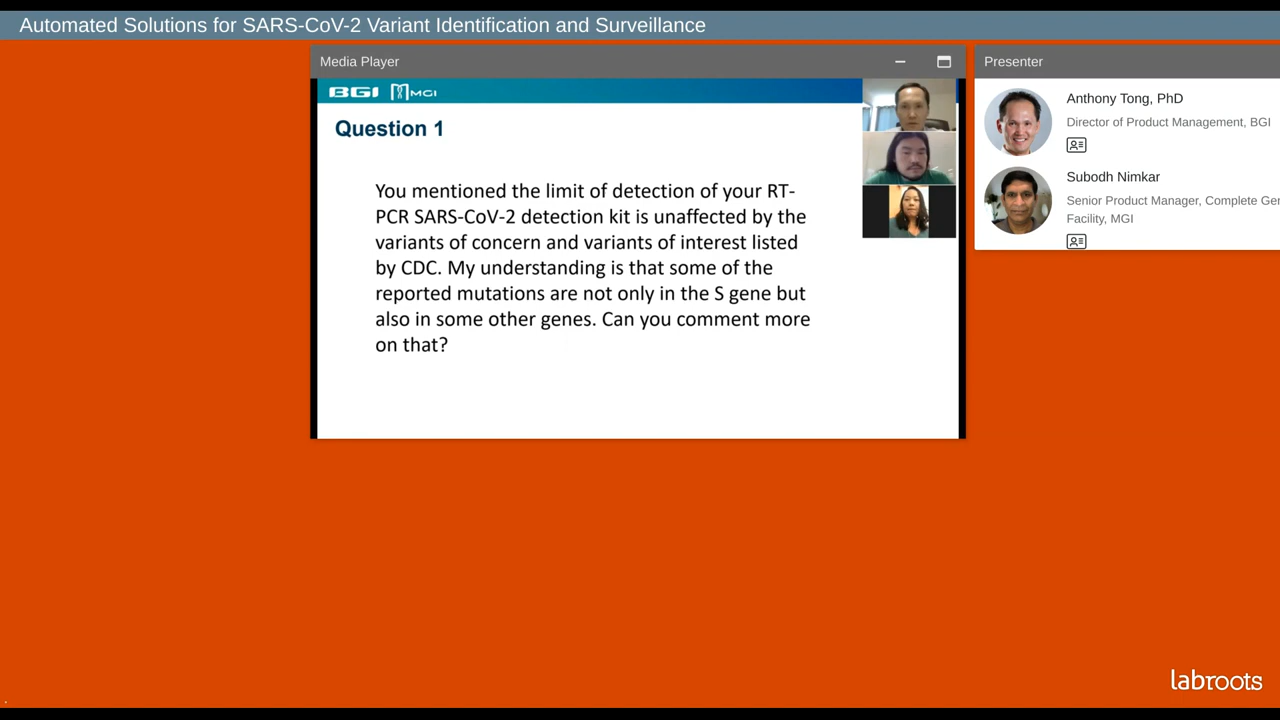 Automated Solutions for SARS-CoV-2 Variant Identification and Surveillance
Media Player
BGI MGI
Question 1
You mentioned the limit of detection of your RT-
PCR SARS-CoV-2 detection kit is unaffected by the
variants of concern and variants of interest listed
by CDC. My understanding is that some of the
reported mutations are not only in the S gene but
also in some other genes. Can you comment more
on that?
Presenter
Anthony Tong, PhD
Director of Product Management, BGI
Subodh Nimkar
Senior Product Manager, Complete Ge
Facility, MGI
labroots